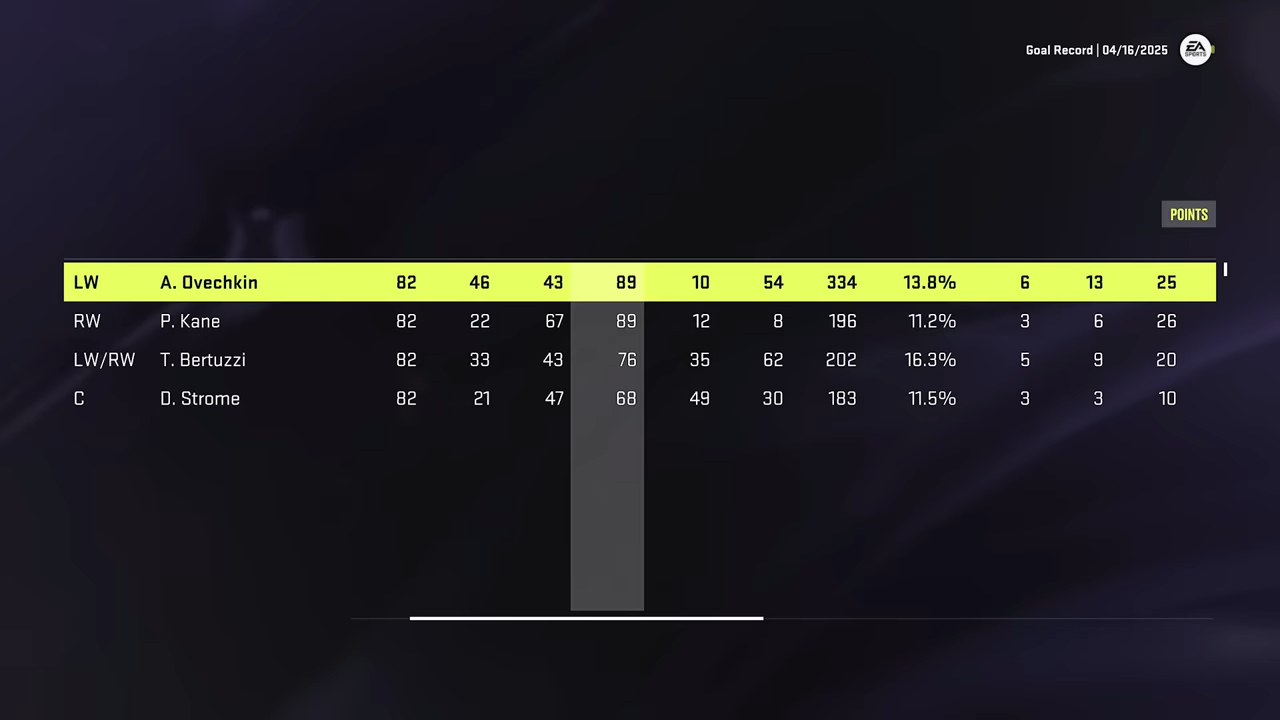 Goal Record | 04/16/2025 EA SPORTS
POINTS
LW A. Ovechkin 82 46 43 89 10 54 334 13.8% 6 13 25
RW P. Kane 82 22 67 89 12 8 196 11.2% 3 6 26
LW/RW T. Bertuzzi 82 33 43 76 35 62 202 16.3% 5 9 20
C D. Strome 82 21 47 68 49 30 183 11.5% 3 3 10